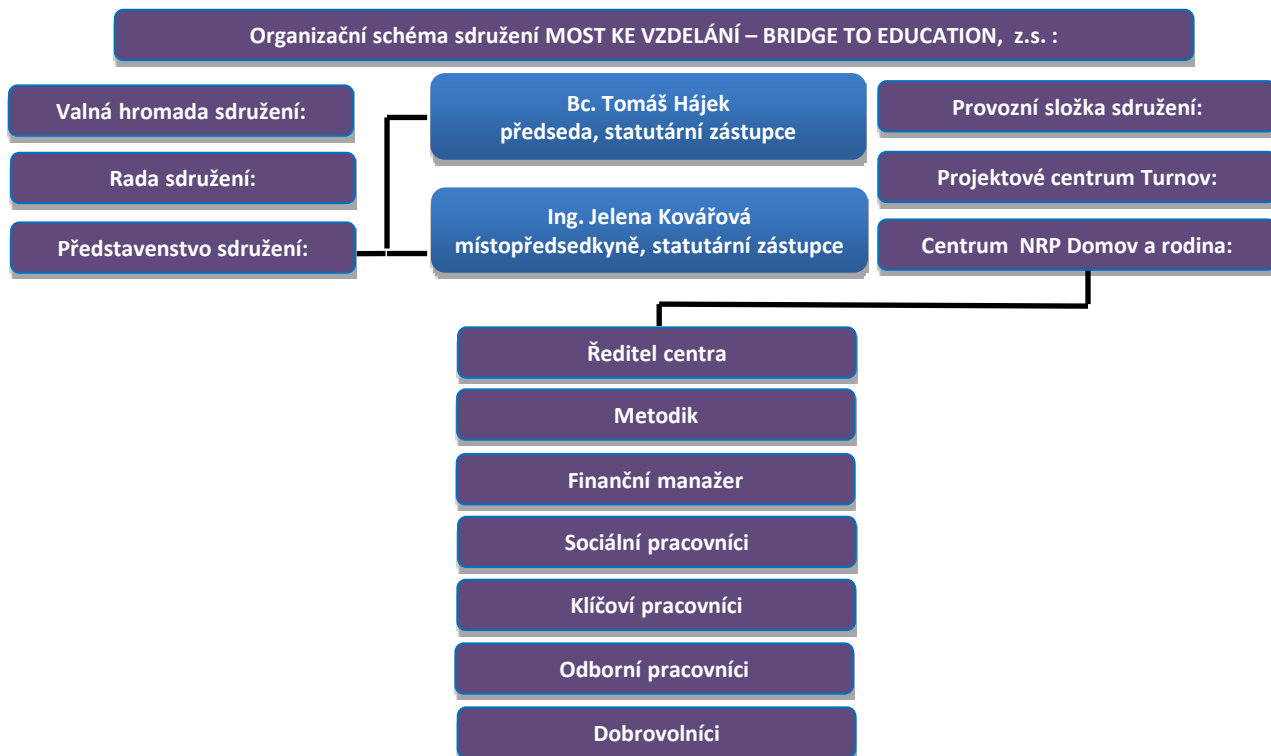 Organizační schéma sdružení MOST KE VZDELÁNÍ – BRIDGE TO EDUCATION, z.s. :
Valná hromada sdružení:
Rada sdružení:
Představenstvo sdružení:
Bc. Tomáš Hájek
předseda, statutární zástupce
Ing. Jelena Kovářová
místopředsedkyně, statutární zástupce
Provozní složka sdružení:
Projektové centrum Turnov:
Centrum NRP Domov a rodina:
Ředitel centra
Metodik
Finanční manažer
Sociální pracovníci
Klíčoví pracovníci
Odborní pracovníci
Dobrovolníci